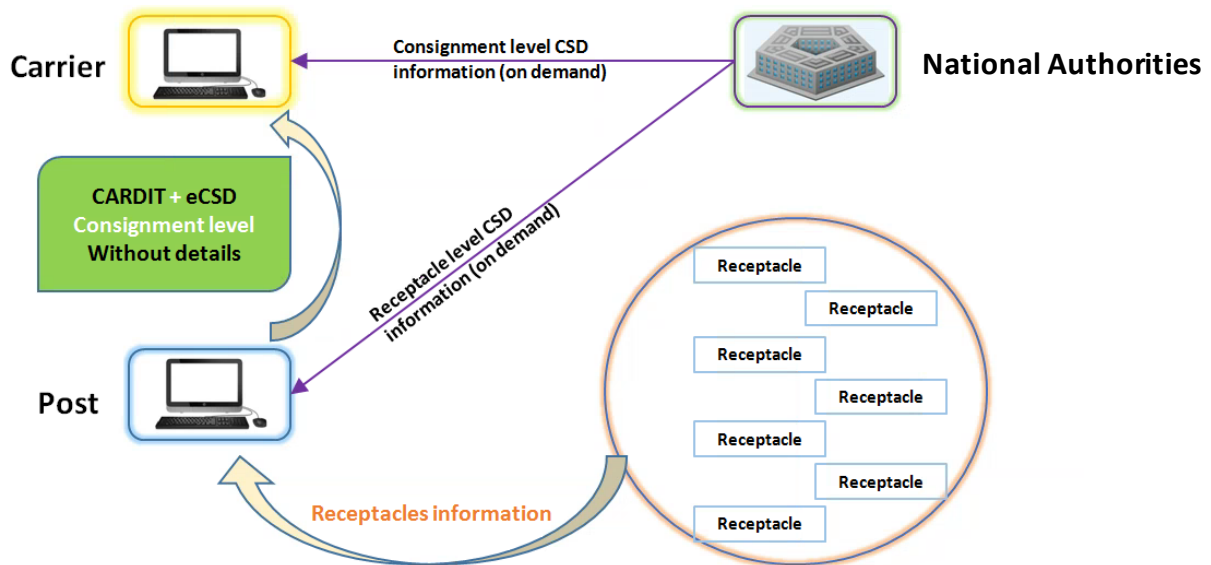 Carrier
Consignment level CSD
information (on demand)
National Authorities
CARDIT + eCSD
Consignment level
Without details
Receptacle level CSD
information (on demand)
Post
Receptacles information
Receptacle
Receptacle
Receptacle
Receptacle
Receptacle
Receptacle
Receptacle